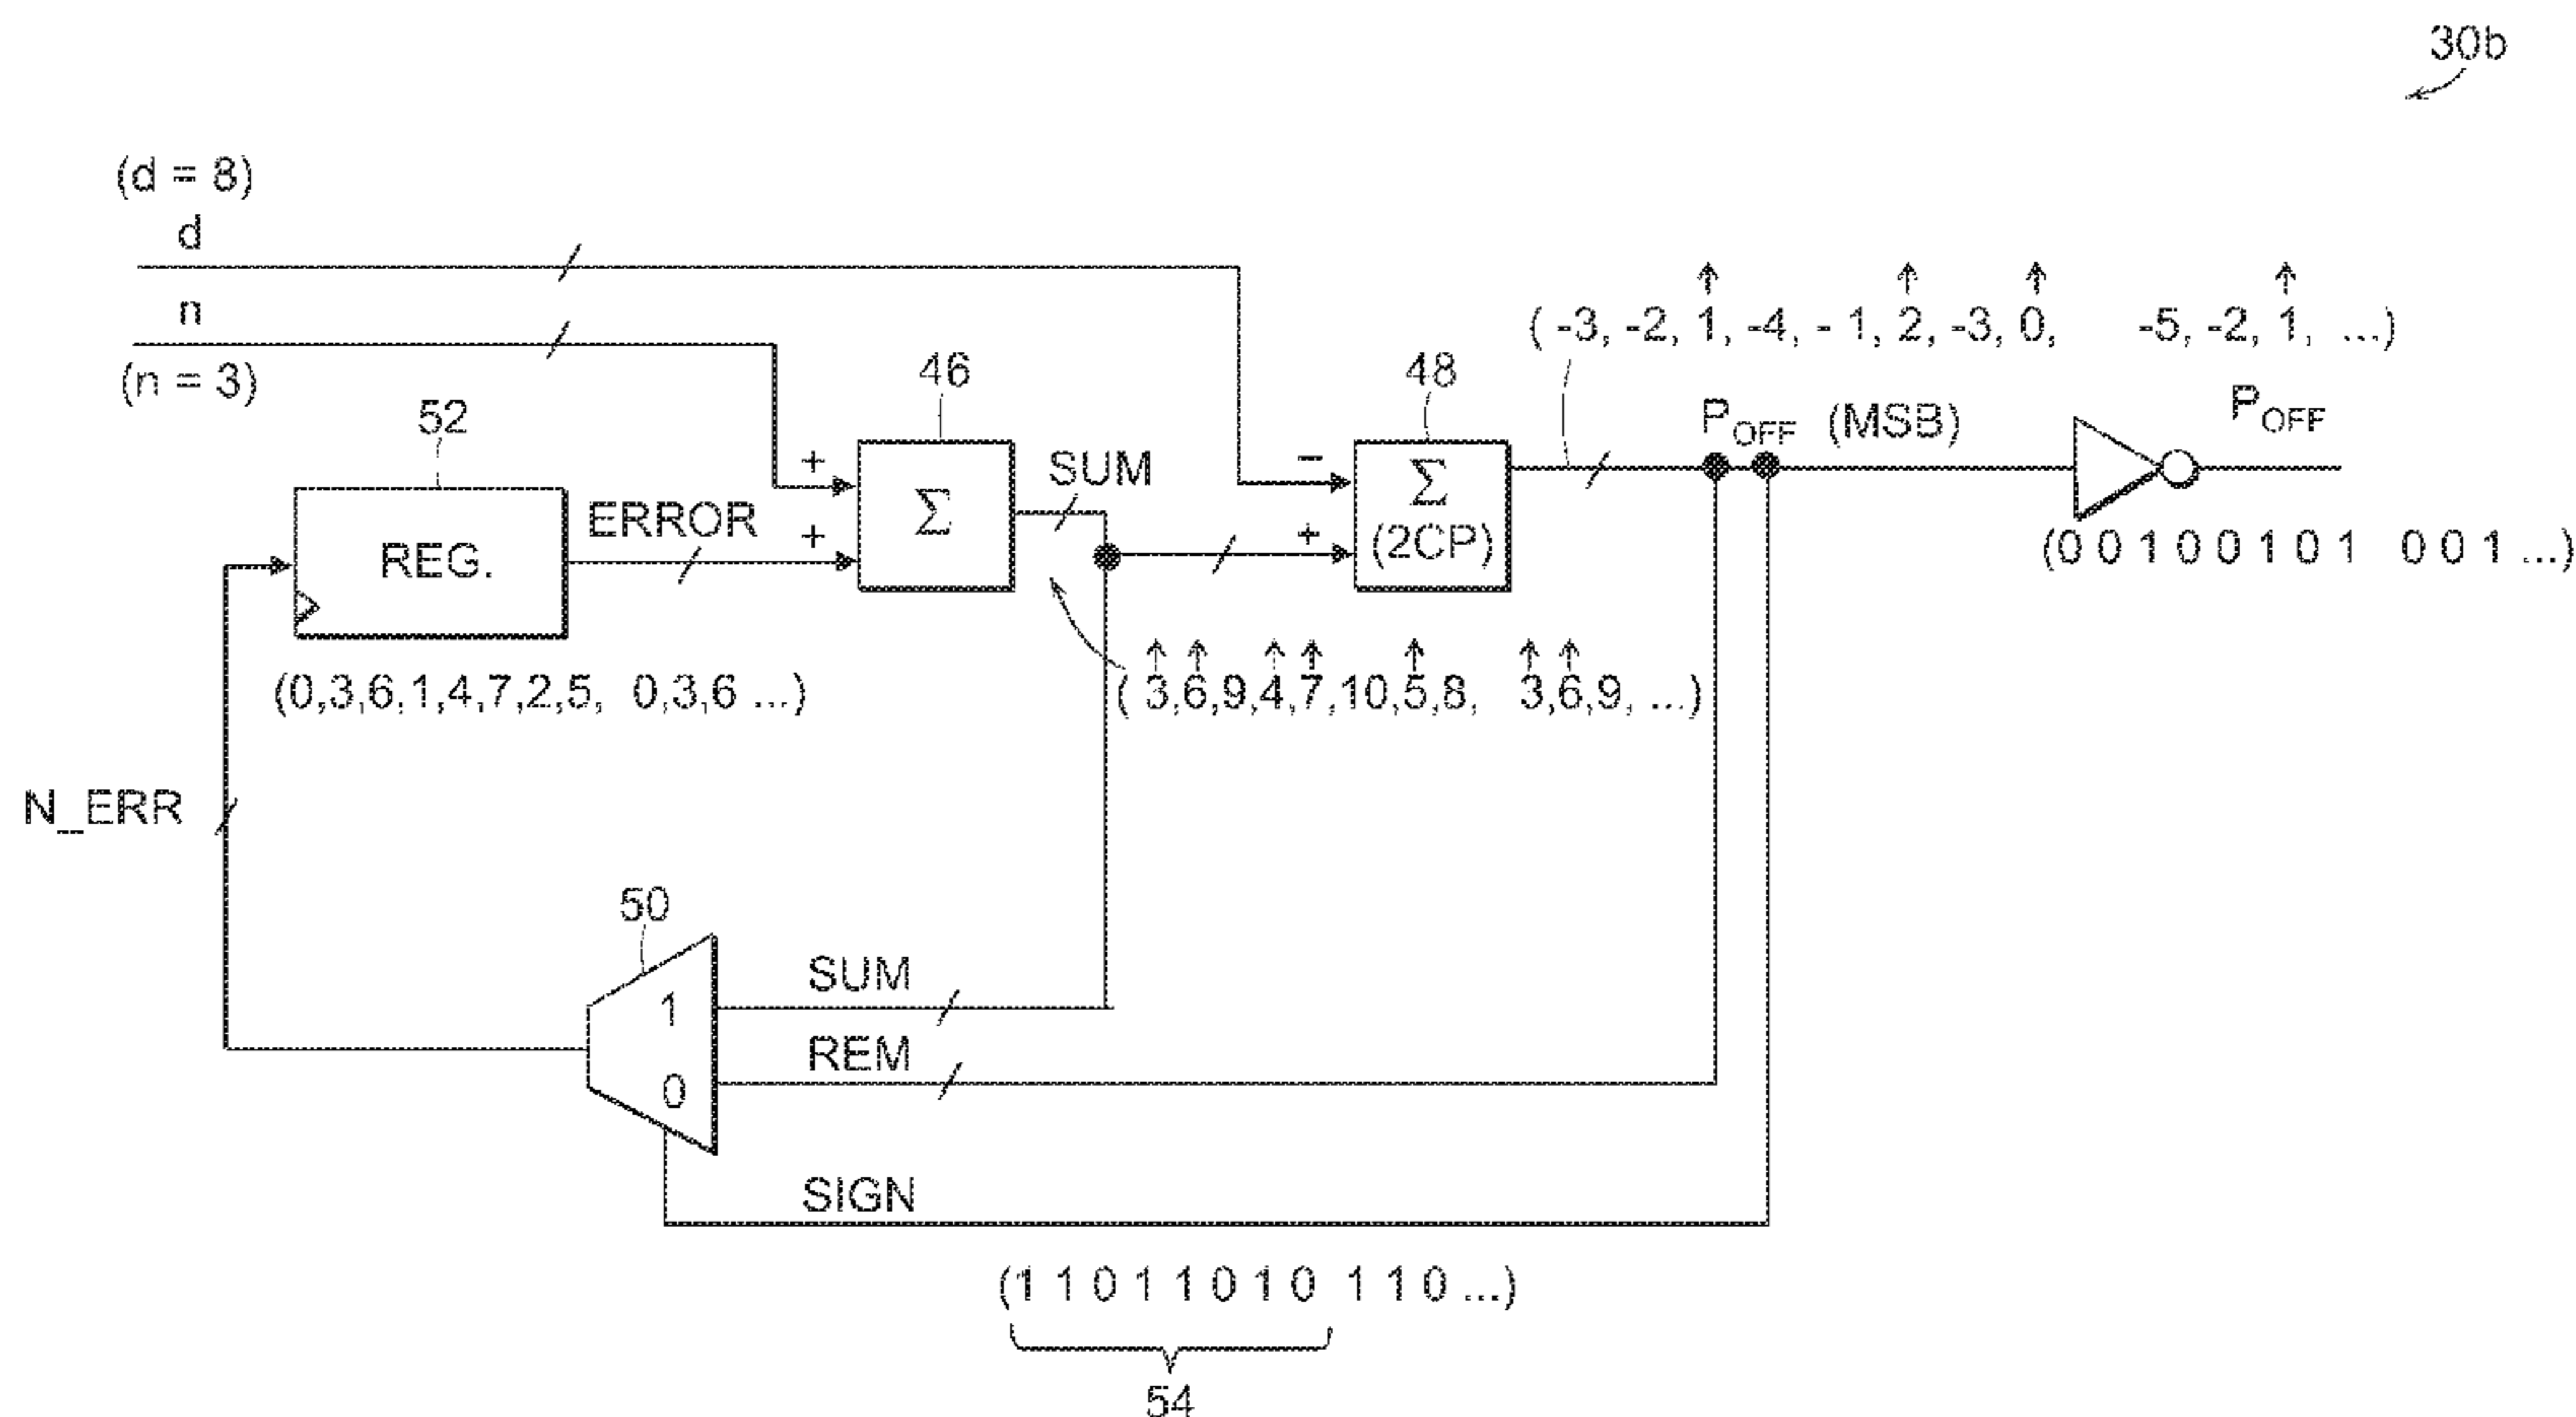 30b
(d = 8)
d
n
(n = 3)
↑ ↑ ↑ ↑
( -3, -2, 1, -4, - 1, 2, -3, 0, -5, -2, 1, ...)
52
46
48
P_OFF (MSB)
P_OFF
REG.
ERROR
+
+
Σ
SUM
−
+
Σ
(2CP)
(0 0 1 0 0 1 0 1 0 0 1 ...)
(0,3,6,1,4,7,2,5, 0,3,6 ...)
↑ ↑ ↑ ↑ ↑ ↑ ↑
( 3,6,9,4,7,10,5,8, 3,6,9, ...)
N_ERR
50
1
SUM
0
REM
SIGN
(1 1 0 1 1 0 1 0 1 1 0 ...)
54